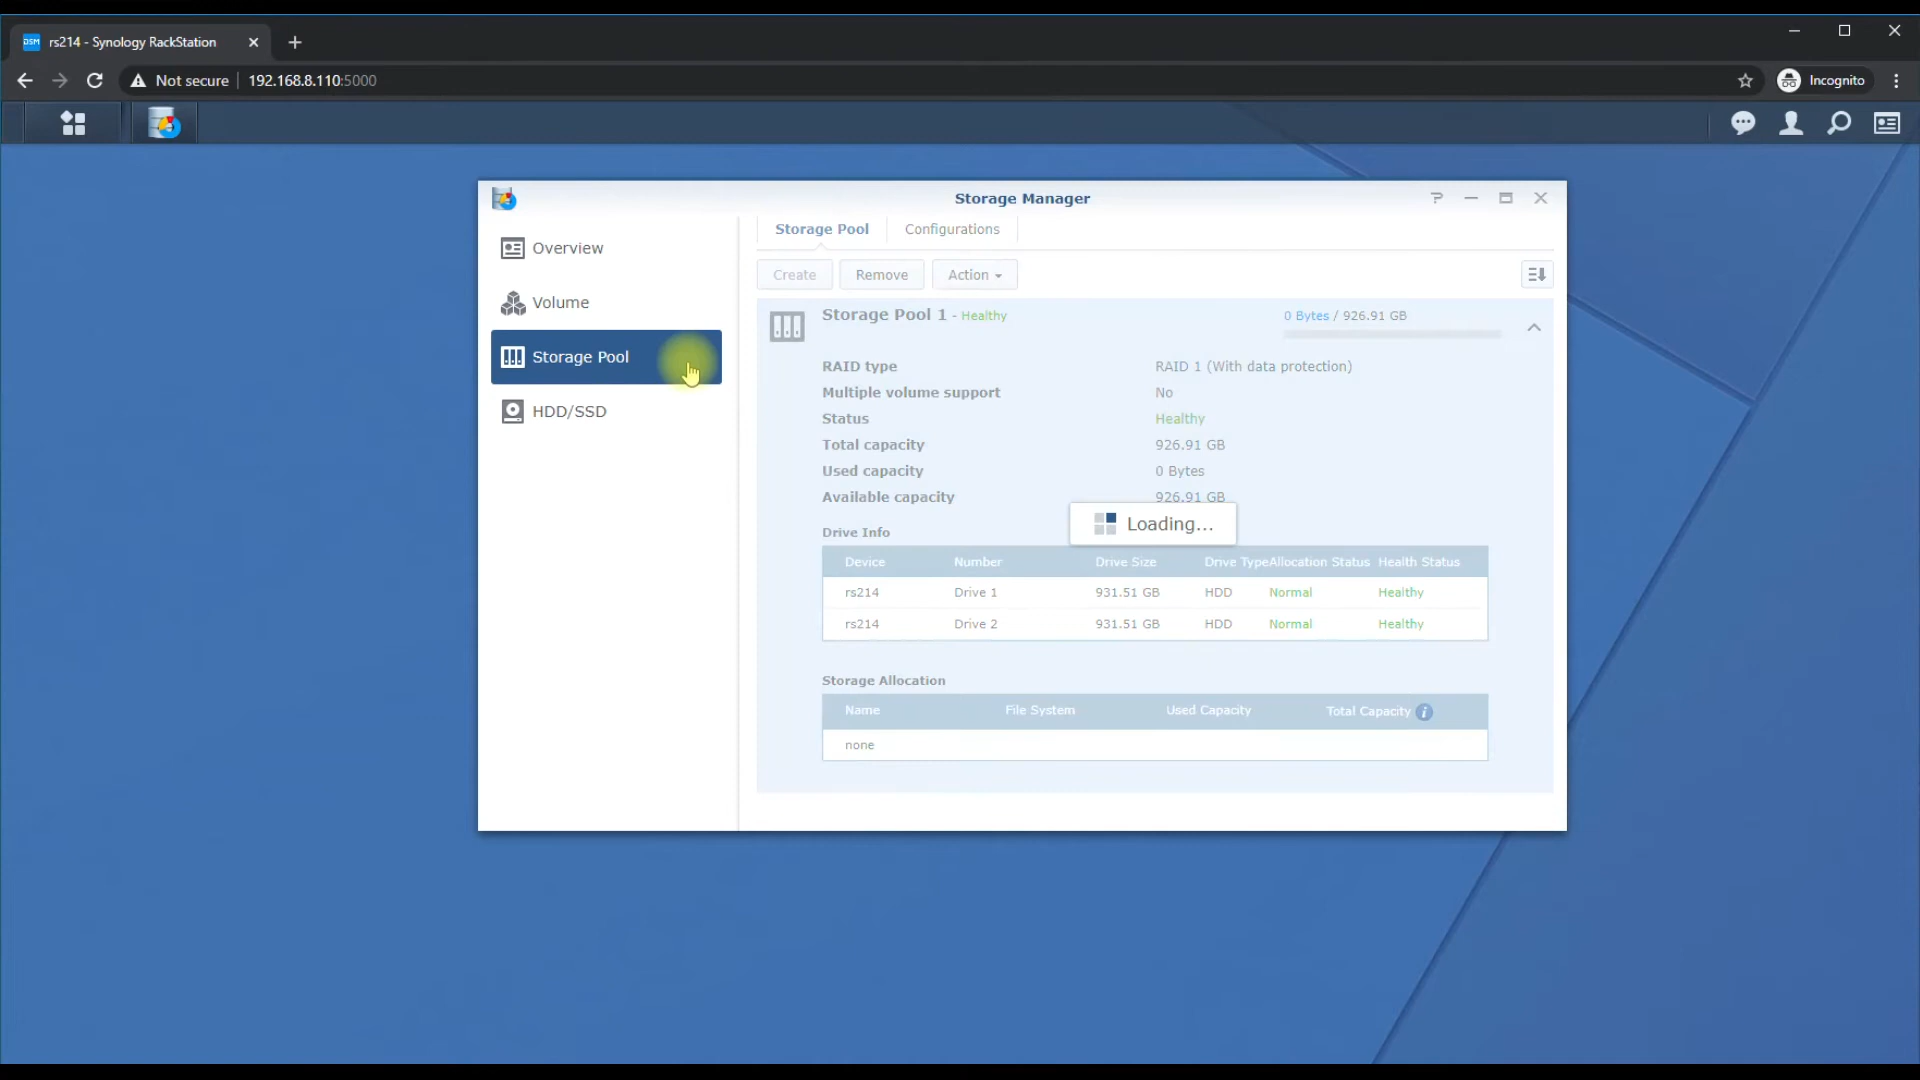 DSM rs214 - Synology RackStation
Not secure 192.168.8.110:5000 Incognito
Storage Manager
Overview
Volume
Storage Pool
HDD/SSD
Storage Pool Configurations
Create Remove Action
Storage Pool 1 - Healthy 0 Bytes / 926.91 GB
RAID type RAID 1 (With data protection)
Multiple volume support No
Status Healthy
Total capacity 926.91 GB
Used capacity 0 Bytes
Available capacity 926.91 GB
Loading...
Drive Info
Device Number Drive Size Drive Type Allocation Status Health Status
rs214 Drive 1 931.51 GB HDD Normal Healthy
rs214 Drive 2 931.51 GB HDD Normal Healthy
Storage Allocation
Name File System Used Capacity Total Capacity i
none